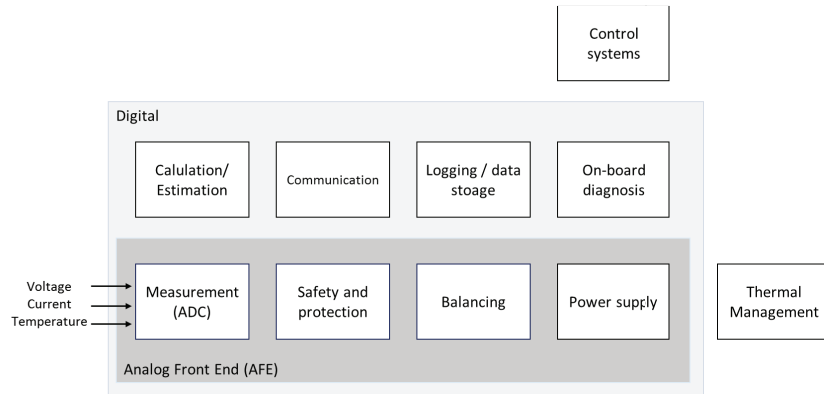 Control
systems
Digital
Calulation/
Estimation
Communication
Logging / data
stoage
On-board
diagnosis
Voltage
Current
Temperature
Measurement
(ADC)
Safety and
protection
Balancing
Power supply
Thermal
Management
Analog Front End (AFE)